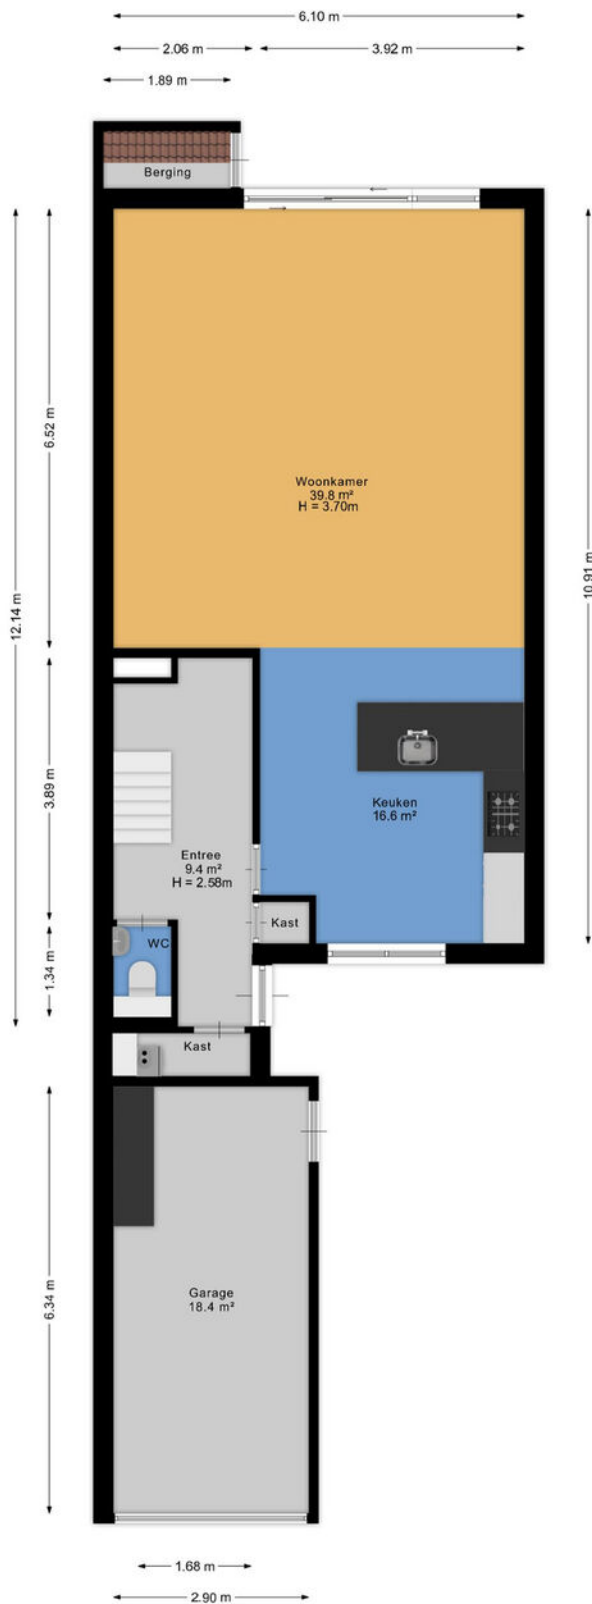 6.10 m
2.06 m
3.92 m
1.89 m
Berging
6.52 m
12.14 m
10.91 m
Woonkamer
39.8 m²
H = 3.70m
3.89 m
Keuken
16.6 m²
Entree
9.4 m²
H = 2.58m
Kast
WC
1.34 m
Kast
6.34 m
Garage
18.4 m²
1.68 m
2.90 m